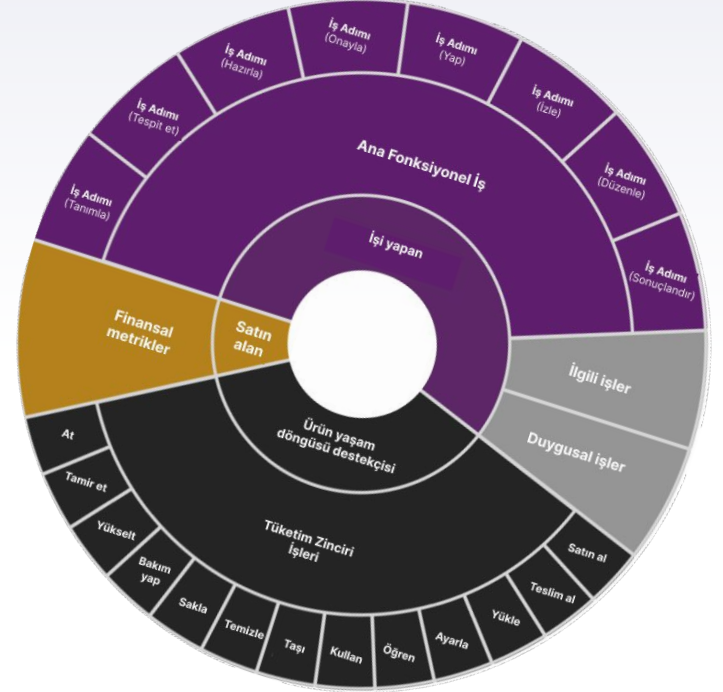 İş Adımı
(Tanımla)
İş Adımı
(Tespit et)
İş Adımı
(Hazırla)
İş Adımı
(Onayla)
İş Adımı
(Yap)
İş Adımı
(İzle)
İş Adımı
(Düzenle)
İş Adımı
(Sonuçlandır)
Ana Fonksiyonel İş
İşi yapan
Finansal
metrikler
Satın
alan
İlgili işler
Duygusal işler
Ürün yaşam
döngüsü destekçisi
Tüketim Zinciri
İşleri
At
Tamir et
Yükselt
Bakım
yap
Sakla
Temizle
Taşı
Kullan
Öğren
Ayarla
Yükle
Teslim al
Satın al